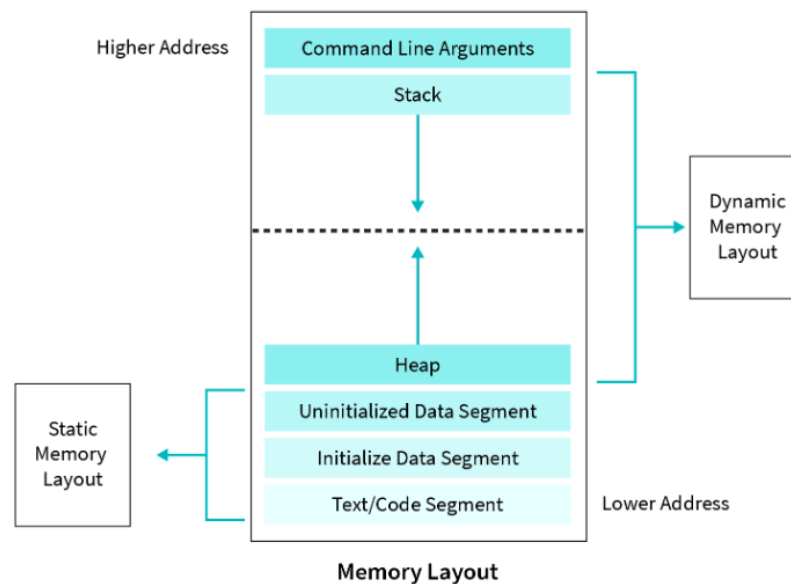 Higher Address
Command Line Arguments
Stack
Dynamic
Memory
Layout
Heap
Uninitialized Data Segment
Static
Memory
Layout
Initialize Data Segment
Text/Code Segment
Lower Address
Memory Layout